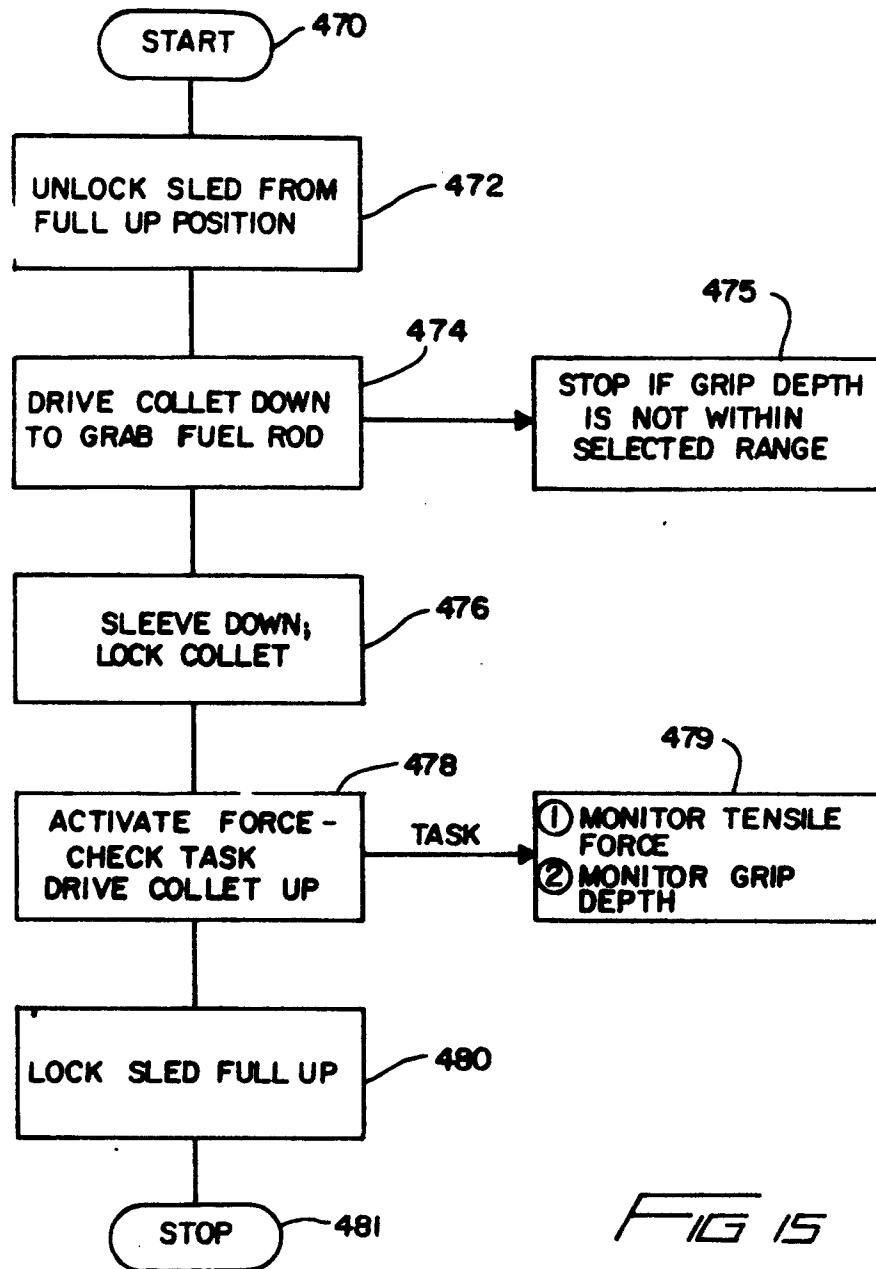 START
470
UNLOCK SLED FROM
FULL UP POSITION
472
DRIVE COLLET DOWN
TO GRAB FUEL ROD
474
475
STOP IF GRIP DEPTH
IS NOT WITHIN
SELECTED RANGE
SLEEVE DOWN;
LOCK COLLET
476
478
ACTIVATE FORCE-
CHECK TASK
DRIVE COLLET UP
TASK
479
① MONITOR TENSILE
FORCE
② MONITOR GRIP
DEPTH
LOCK SLED FULL UP
480
STOP
481
FIG 15